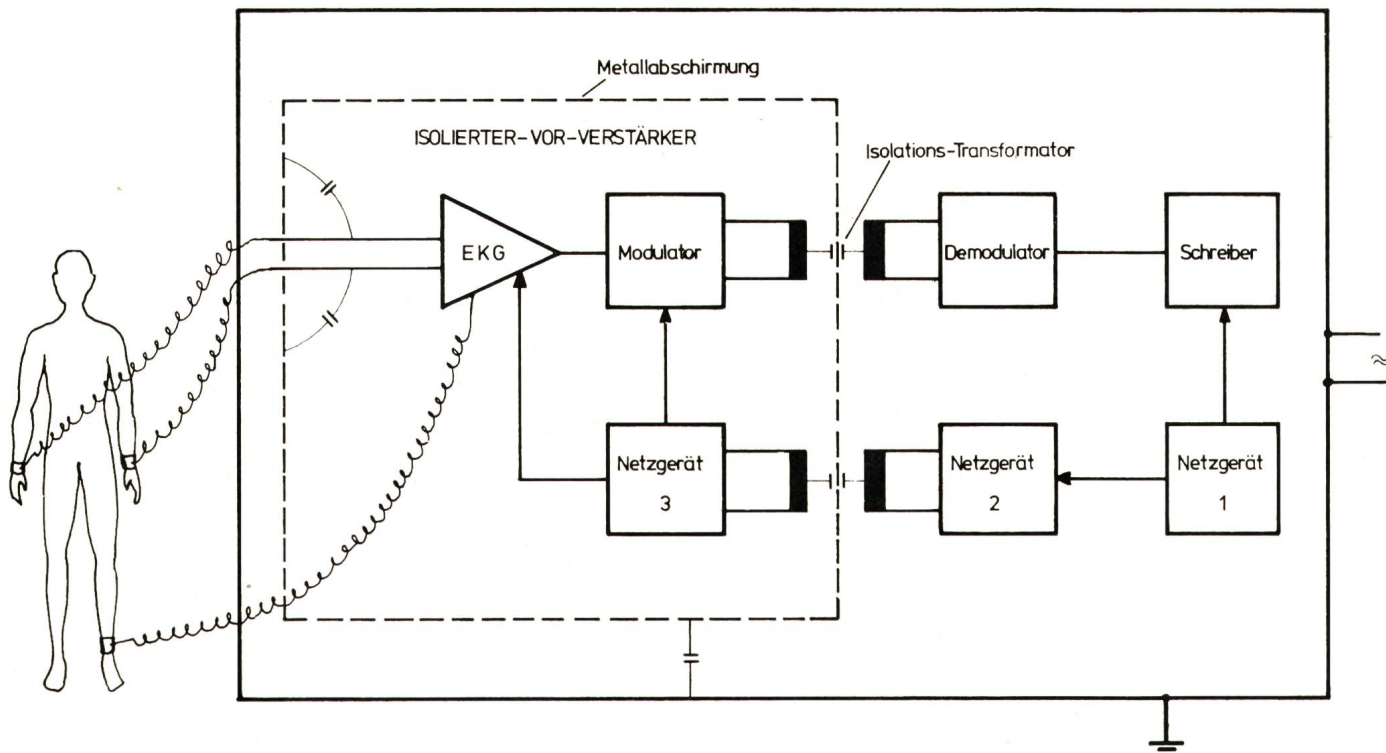 Metallabschirmung
ISOLIERTER-VOR-VERSTÄRKER
Isolations-Transformator
EKG
Modulator
Demodulator
Schreiber
≈
Netzgerät
3
Netzgerät
2
Netzgerät
1